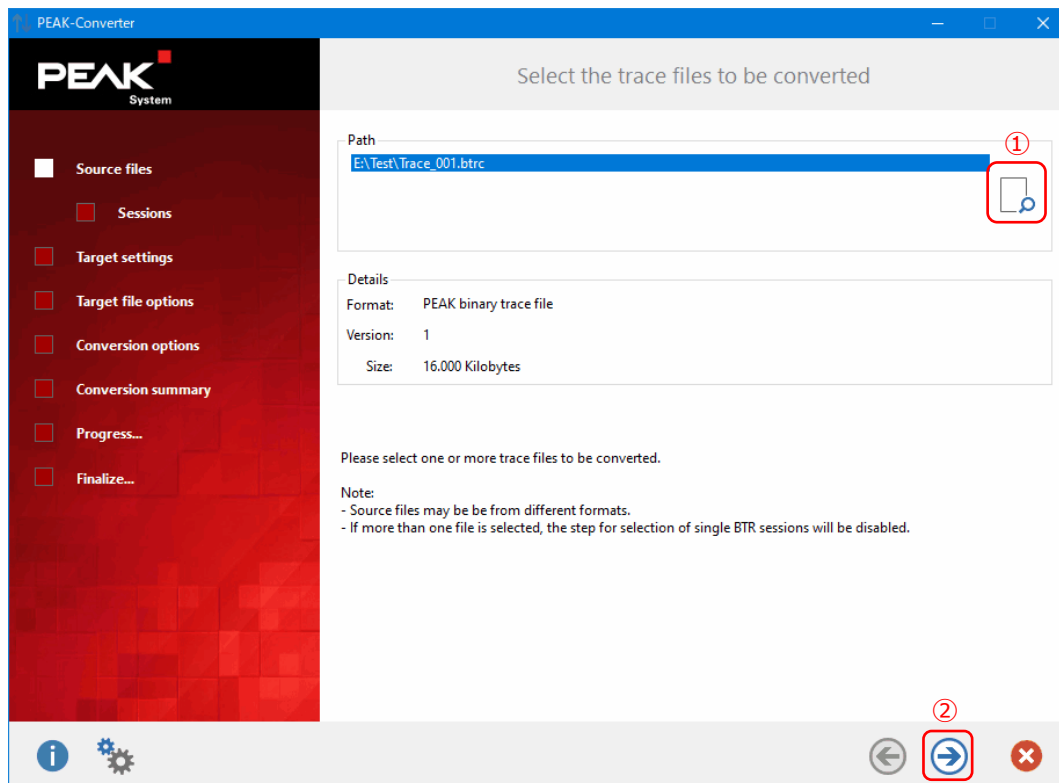 PEAK-Converter
PEAK
System
Select the trace files to be converted
Source files
Sessions
Target settings
Target file options
Conversion options
Conversion summary
Progress...
Finalize...
Path
①
E:\Test\Trace_001.btrc
Details
Format: PEAK binary trace file
Version: 1
Size: 16.000 Kilobytes
Please select one or more trace files to be converted.
Note:
- Source files may be be from different formats.
- If more than one file is selected, the step for selection of single BTR sessions will be disabled.
②